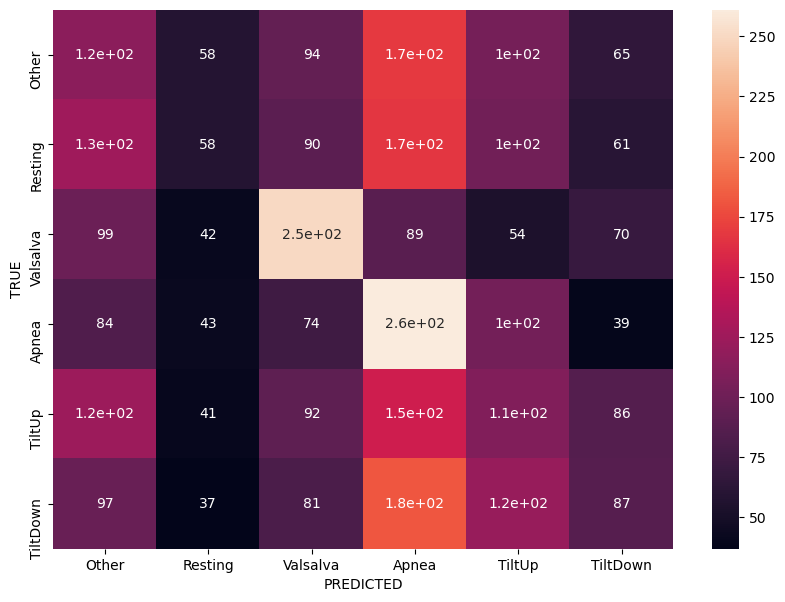 Other 1.2e+02 58 94 1.7e+02 1e+02 65
Resting 1.3e+02 58 90 1.7e+02 1e+02 61
Valsalva 99 42 2.5e+02 89 54 70
Apnea 84 43 74 2.6e+02 1e+02 39
TiltUp 1.2e+02 41 92 1.5e+02 1.1e+02 86
TiltDown 97 37 81 1.8e+02 1.2e+02 87
TRUE
Other Resting Valsalva Apnea TiltUp TiltDown
PREDICTED
250
225
200
175
150
125
100
75
50